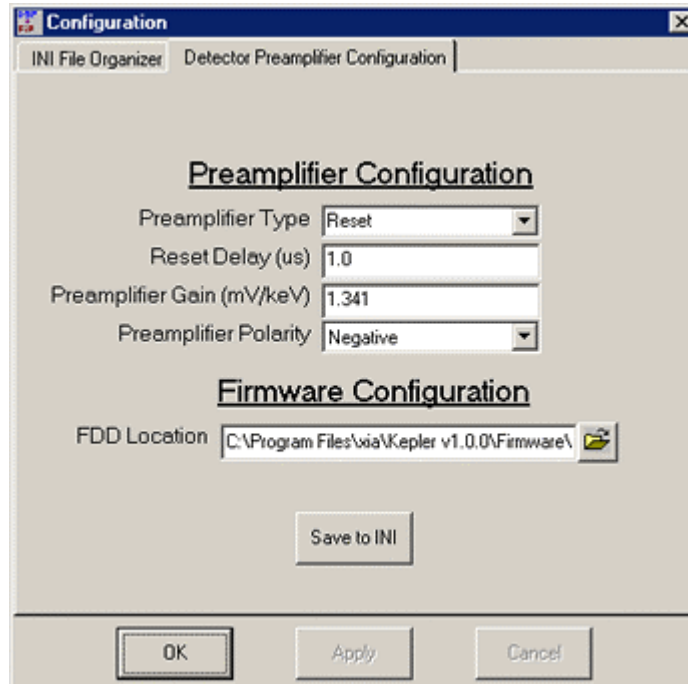 Configuration
INI File Organizer
Detector Preamplifier Configuration
Preamplifier Configuration
Preamplifier Type Reset
Reset Delay (us) 1.0
Preamplifier Gain (mV/keV) 1.341
Preamplifier Polarity Negative
Firmware Configuration
FDD Location C:\Program Files\xia\Kepler v1.0.0\Firmware\
Save to INI
OK
Apply
Cancel